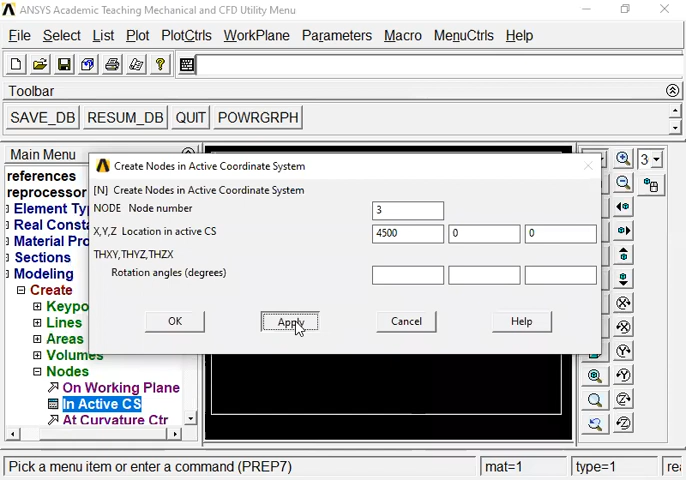 ANSYS Academic Teaching Mechanical and CFD Utility Menu
File Select List Plot PlotCtrls WorkPlane Parameters Macro MenuCtrls Help
Toolbar
SAVE_DB RESUM_DB QUIT POWRGRPH
Main Menu
references
reprocessor
Element Ty
Real Consta
Material Pro
Sections
Modeling
Create
Keypo
Lines
Areas
Volumes
Nodes
On Working Plane
In Active CS
At Curvature Ctr
Create Nodes in Active Coordinate System
[N] Create Nodes in Active Coordinate System
NODE Node number 3
X,Y,Z Location in active CS 4500 0 0
THXY,THYZ,THZX
Rotation angles (degrees)
OK Apply Cancel Help
3
Pick a menu item or enter a command (PREP7) mat=1 type=1 rea